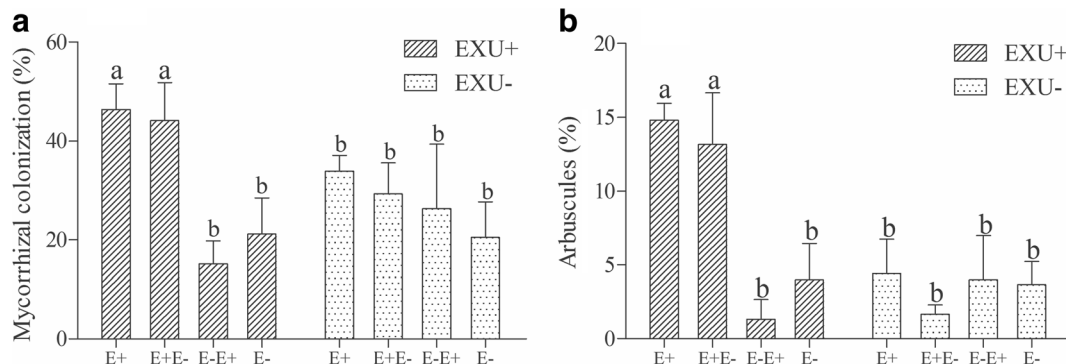 a
Mycorrhizal colonization (%)
60
40
20
0
EXU+
EXU-
a a b b b b b b
E+ E+E- E-E+ E- E+ E+E- E-E+ E-
b
Arbuscules (%)
20
15
10
5
0
EXU+
EXU-
a a b b b b b b
E+ E+E- E-E+ E- E+ E+E- E-E+ E-